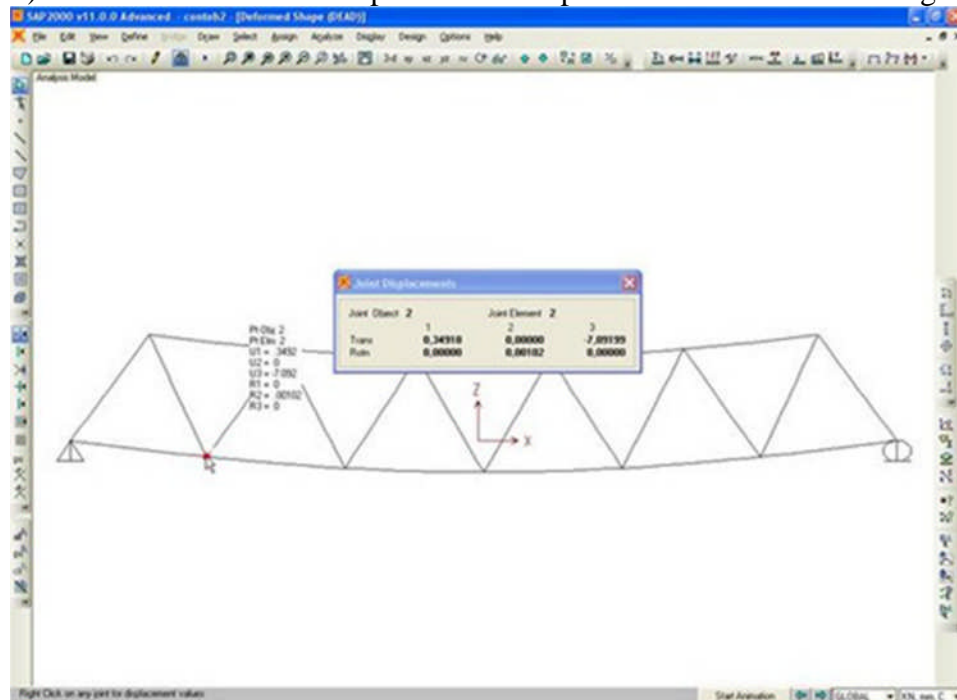 SAP2000 v11.0.0 Advanced - contoh2 - [Deformed Shape (DEAD)]
File Edit View Define Bridge Draw Select Assign Analyze Display Design Options Help
Analysis Model
Joint Displacements
Joint Object 2 Joint Element 2
1 2 3
Trans 0,34918 0,00000 -7,09199
Rotn 0,00000 0,00102 0,00000
Pt Obj: 2
Pt Elm: 2
U1 = .3492
U2 = 0
U3 = -7.092
R1 = 0
R2 = .00102
R3 = 0
Z
X
Right Click on any joint for displacement values
Start Animation
GLOBAL
KN, mm, C